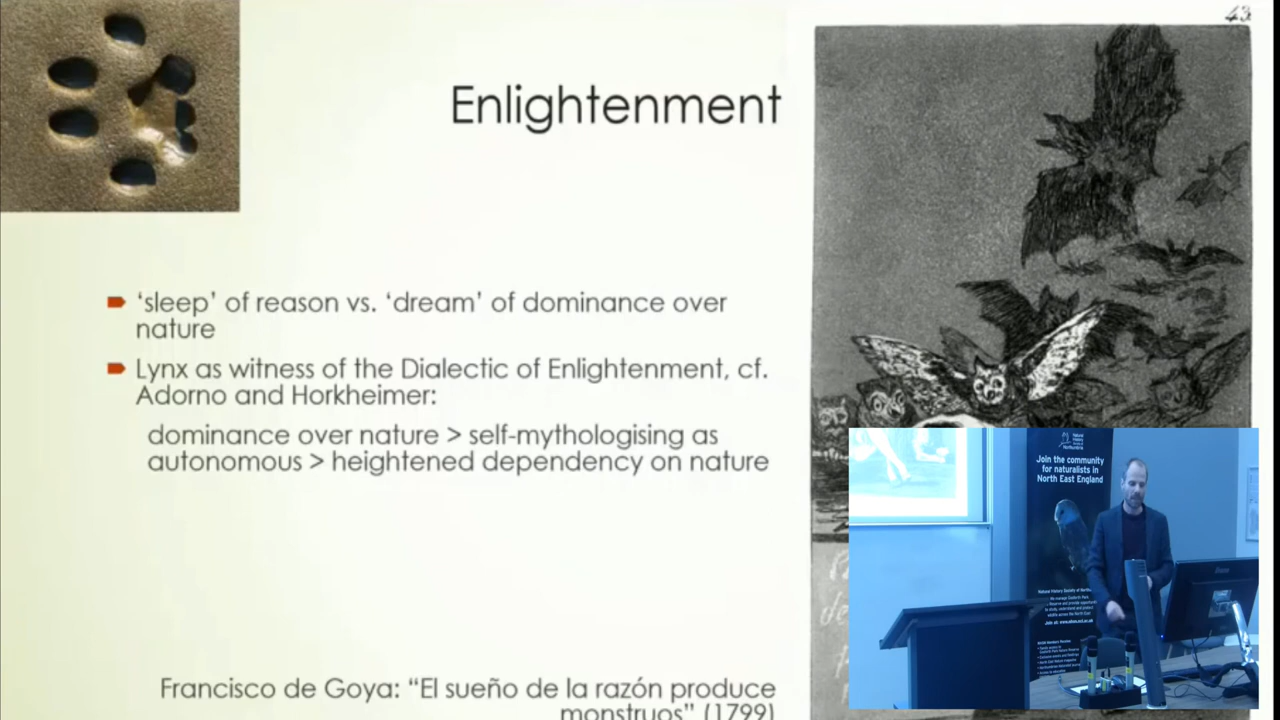 43
Enlightenment
‘sleep’ of reason vs. ‘dream’ of dominance over
nature
Lynx as witness of the Dialectic of Enlightenment, cf.
Adorno and Horkheimer:
dominance over nature > self-mythologising as
autonomous > heightened dependency on nature
Francisco de Goya: “El sueño de la razón produce
monstruos” (1799)
Natural
History
Join the community
for naturalists in
North East England